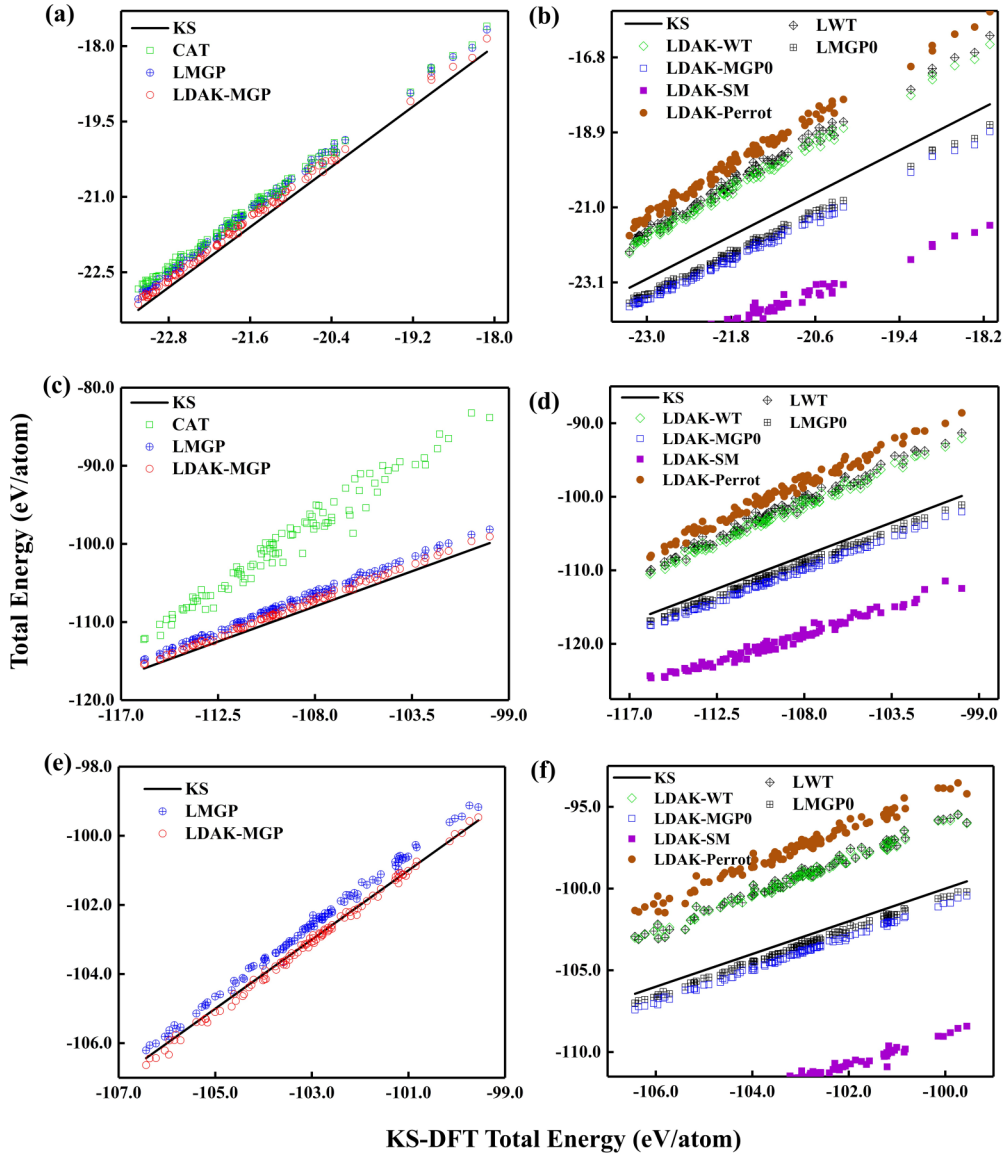 (a)
KS
CAT
LMGP
LDAK-MGP
-18.0
-19.5
-21.0
-22.5
-22.8 -21.6 -20.4 -19.2 -18.0
(b)
KS
LDAK-WT
LDAK-MGP0
LDAK-SM
LDAK-Perrot
LWT
LMGP0
-16.8
-18.9
-21.0
-23.1
-23.0 -21.8 -20.6 -19.4 -18.2
(c)
KS
CAT
LMGP
LDAK-MGP
-80.0
-90.0
-100.0
-110.0
-120.0
-117.0 -112.5 -108.0 -103.5 -99.0
(d)
KS
LDAK-WT
LDAK-MGP0
LDAK-SM
LDAK-Perrot
LWT
LMGP0
-90.0
-100.0
-110.0
-120.0
-117.0 -112.5 -108.0 -103.5 -99.0
(e)
KS
LMGP
LDAK-MGP
-98.0
-100.0
-102.0
-104.0
-106.0
-107.0 -105.0 -103.0 -101.0 -99.0
(f)
KS
LDAK-WT
LDAK-MGP0
LDAK-SM
LDAK-Perrot
LWT
LMGP0
-95.0
-100.0
-105.0
-110.0
-106.0 -104.0 -102.0 -100.0
Total Energy (eV/atom)
KS-DFT Total Energy (eV/atom)